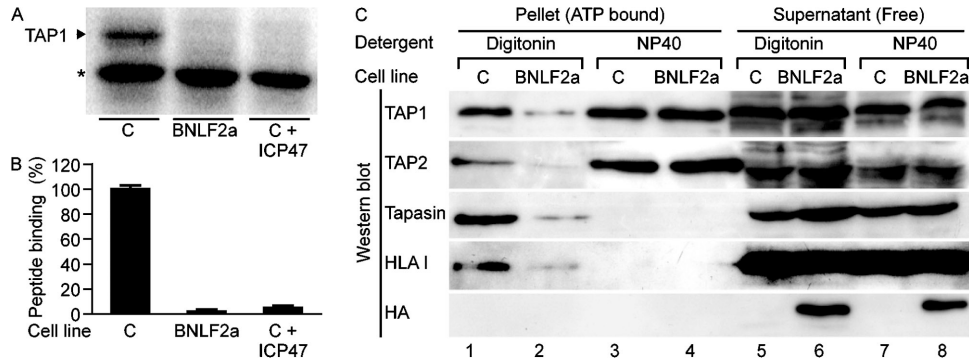 A
TAP1
*
C BNLF2a C +
ICP47
B
Peptide binding (%)
120
100
80
60
40
20
0
Cell line C BNLF2a C +
ICP47
C
Pellet (ATP bound) Supernatant (Free)
Detergent Digitonin NP40 Digitonin NP40
Cell line C BNLF2a C BNLF2a C BNLF2a C BNLF2a
Western blot
TAP1
TAP2
Tapasin
HLA I
HA
1 2 3 4 5 6 7 8